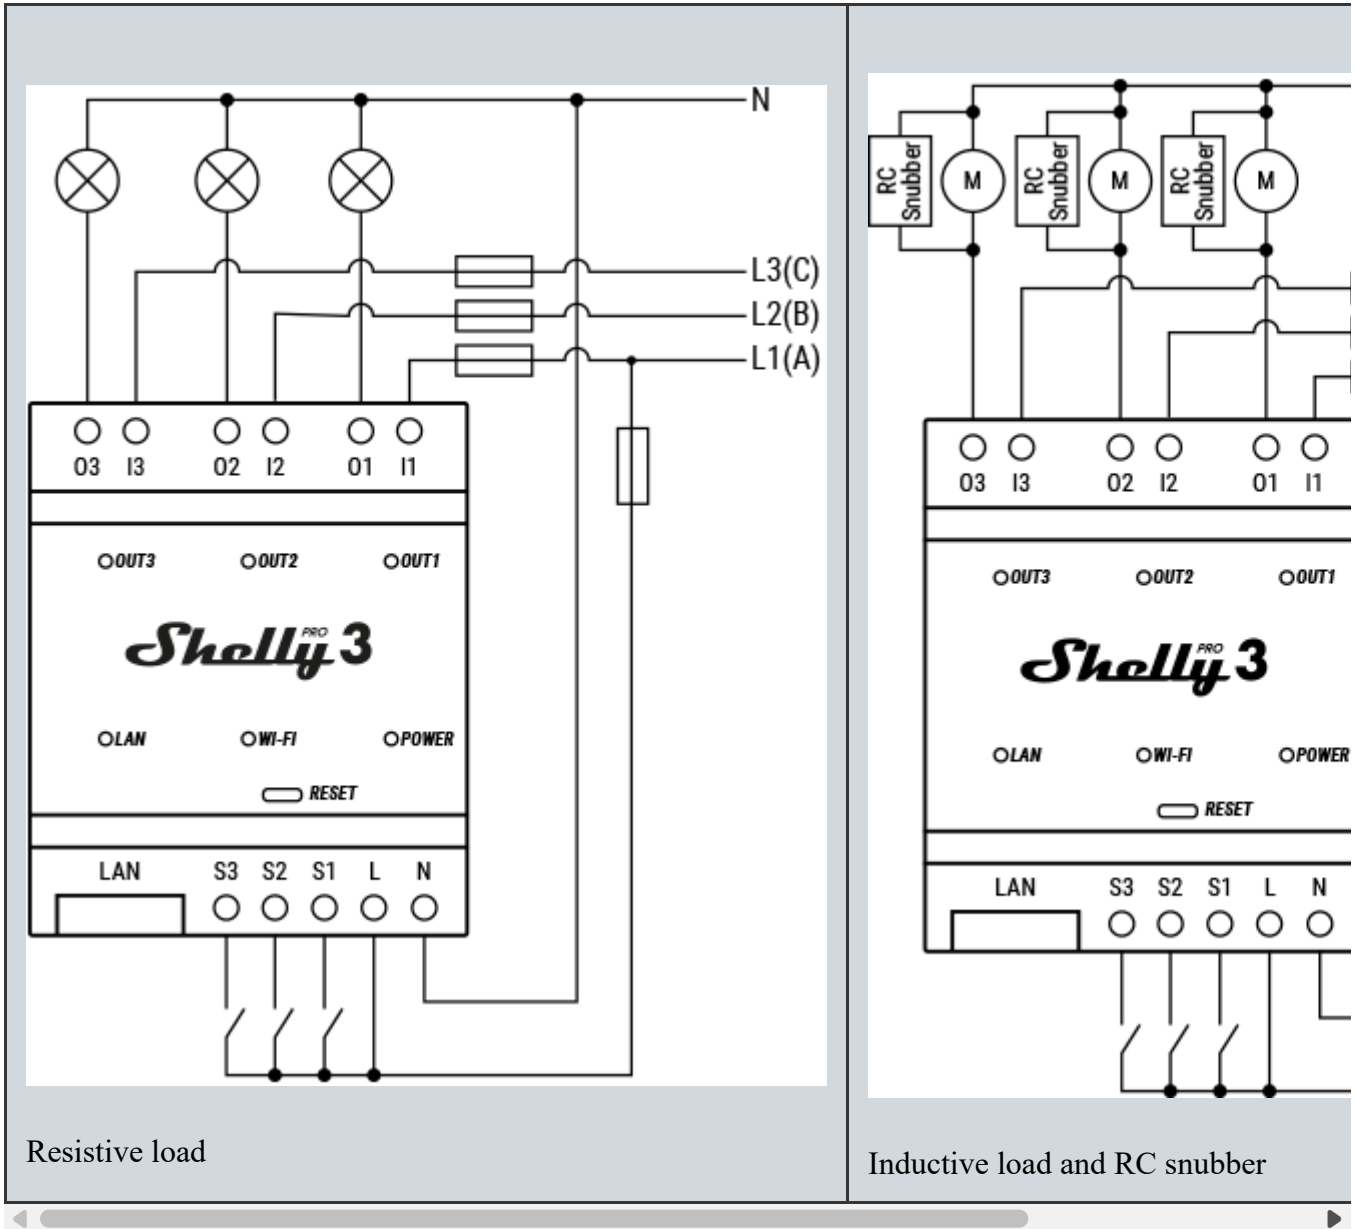 N
L3(C)
L2(B)
L1(A)
O3 I3 O2 I2 O1 I1
OUT3 OUT2 OUT1
Shelly PRO 3
LAN WI-FI POWER
RESET
LAN S3 S2 S1 L N
Resistive load
RC Snubber M RC Snubber M RC Snubber M
O3 I3 O2 I2 O1 I1
OUT3 OUT2 OUT1
Shelly PRO 3
LAN WI-FI POWER
RESET
LAN S3 S2 S1 L N
Inductive load and RC snubber